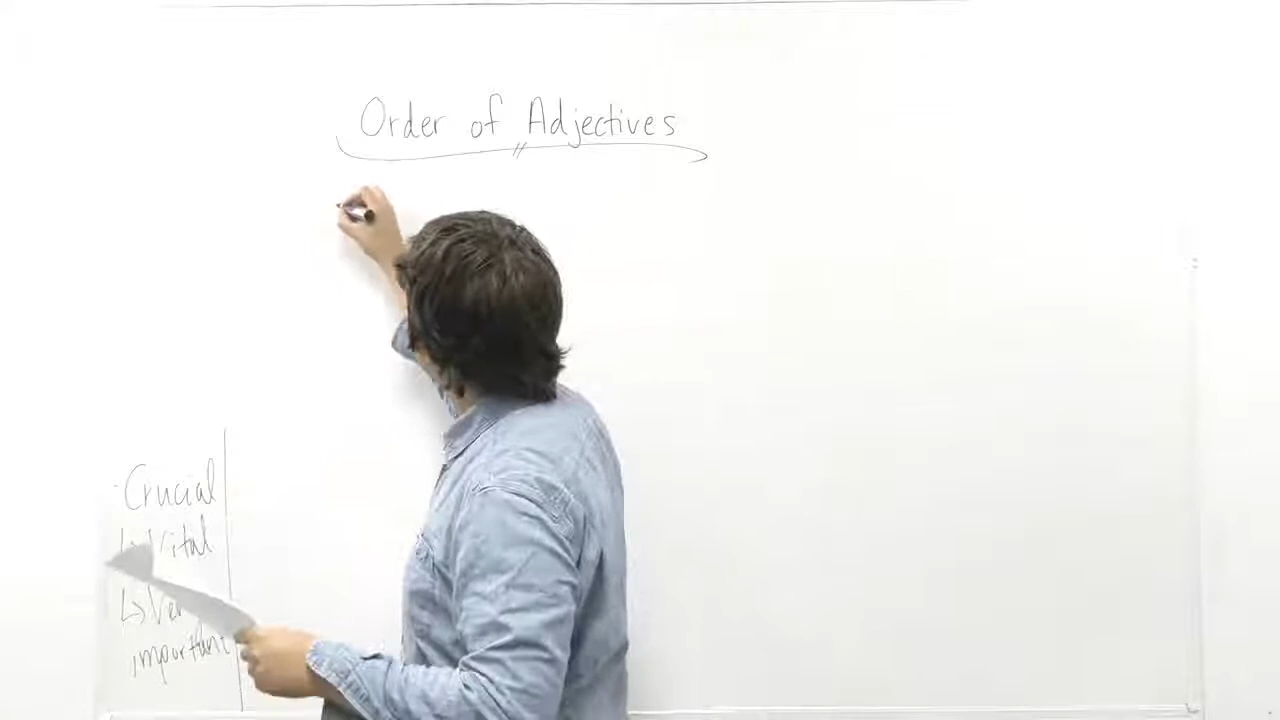 Order of Adjectives
Crucial
Vital
important